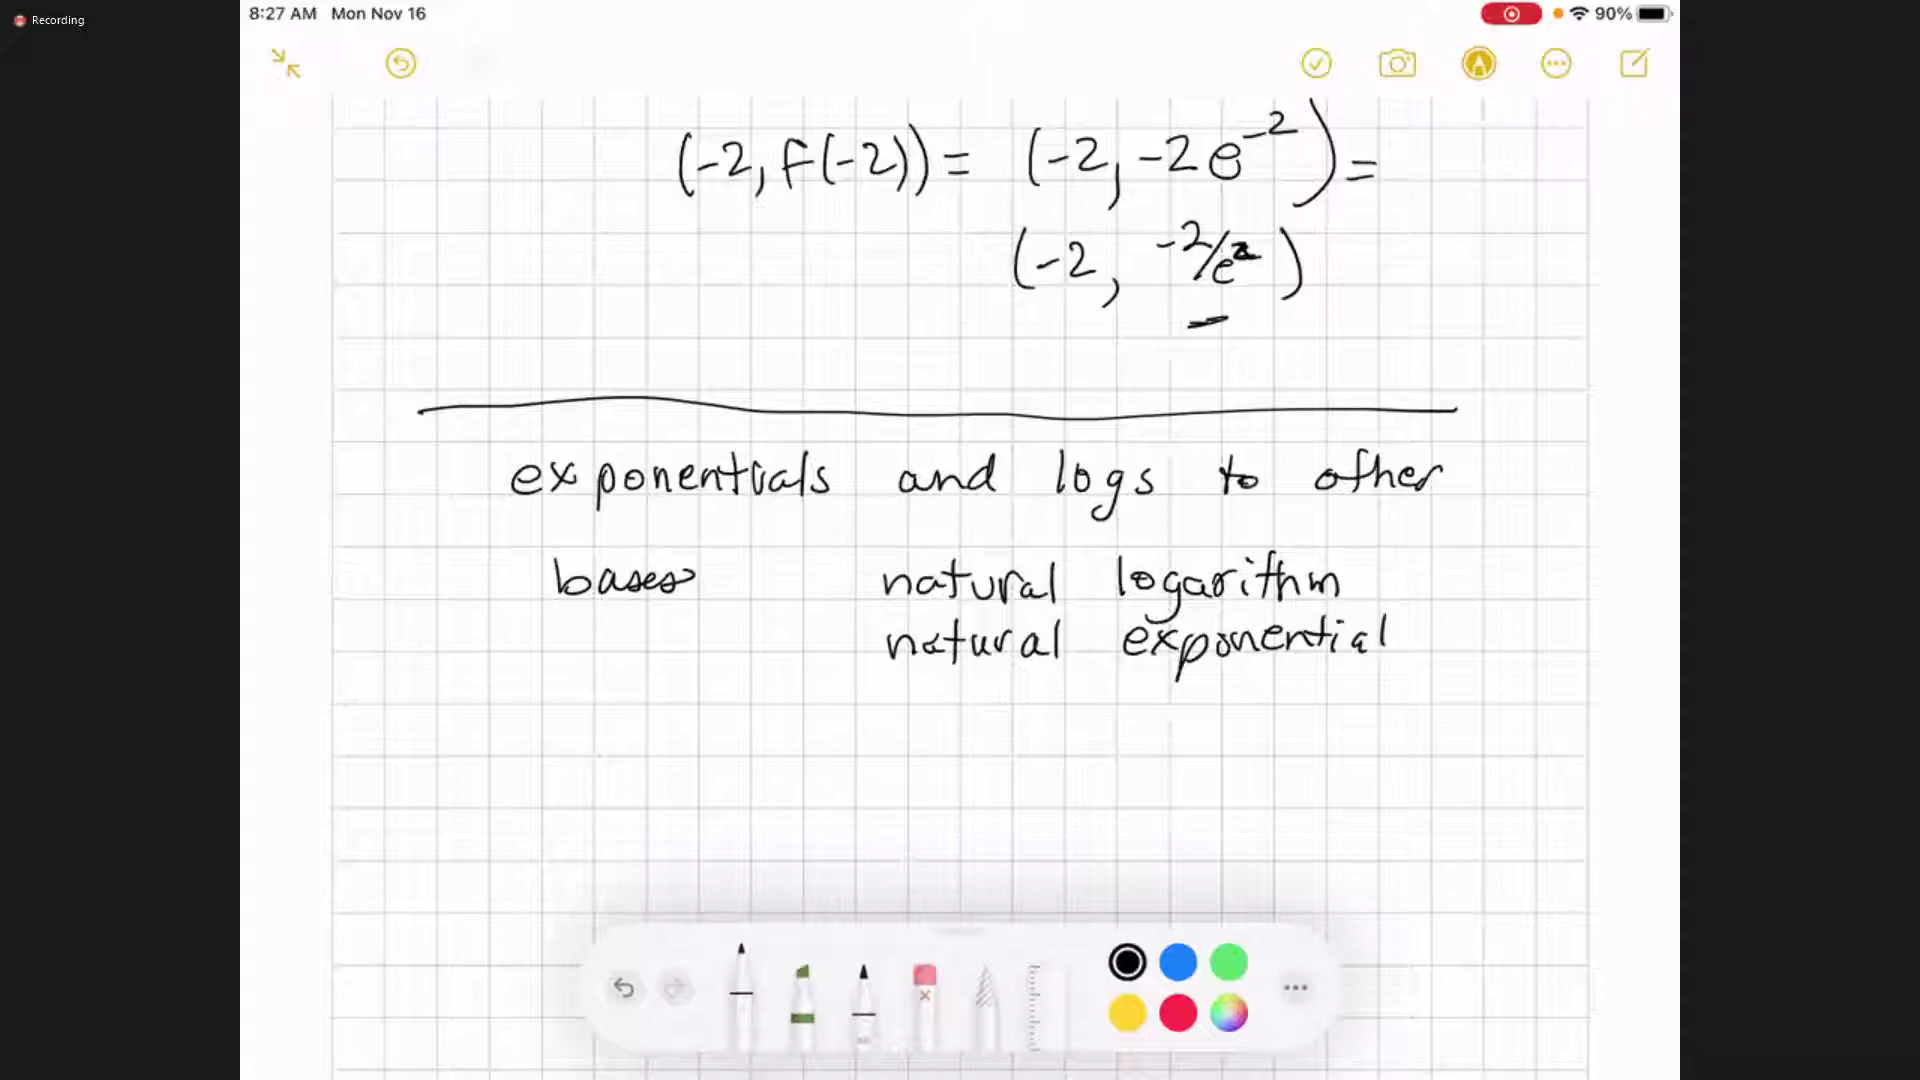 Recording
8:27 AM Mon Nov 16
90%
(-2, f(-2)) = (-2, -2e^-2) =
(-2, -2/e^2)
exponentials and logs to other
bases natural logarithm
natural exponential